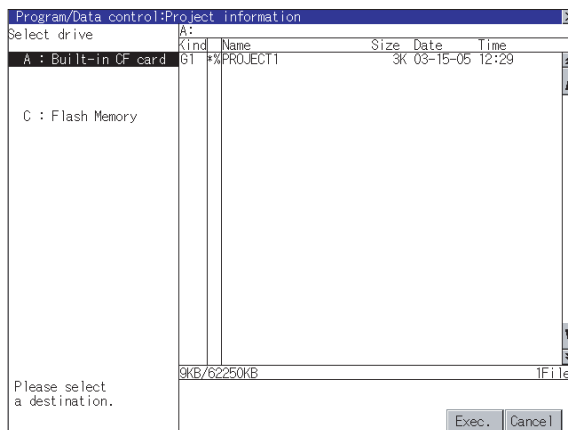 Program/Data control:Project information
Select drive
A:
Kind Name Size Date Time
A : Built-in CF card
G1 *%PROJECT1 3K 03-15-05 12:29
C : Flash Memory
9KB/62250KB 1File
Please select
a destination.
Exec. Cancel